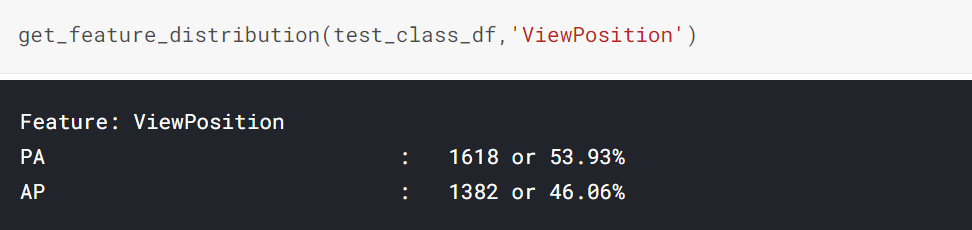 get_feature_distribution(test_class_df,'ViewPosition')
Feature: ViewPosition
PA                             :   1618 or 53.93%
AP                             :   1382 or 46.06%